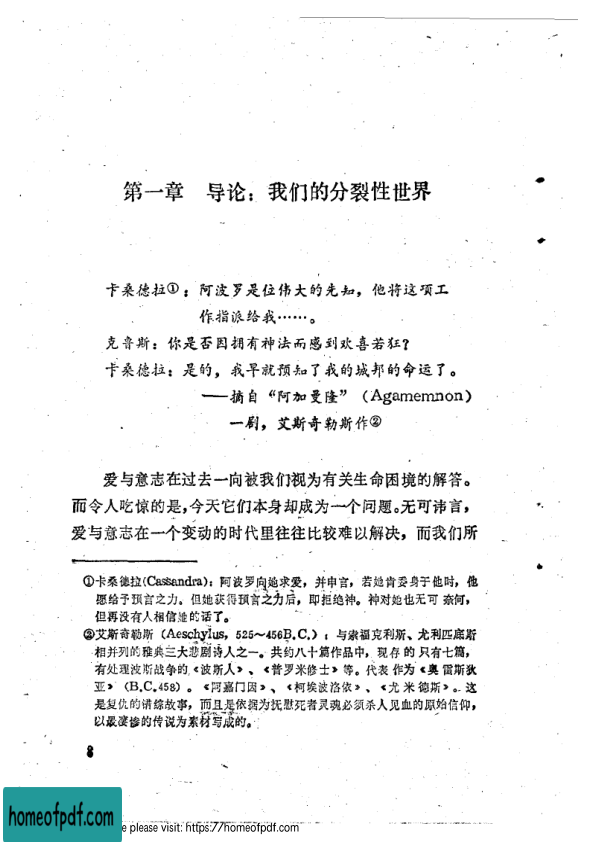 第一章 导论：我们的分裂性世界
卡桑德拉①：阿波罗是位伟大的先知，他将这项工
作指派给我……。
克鲁斯：你是否因拥有神法而感到欢喜若狂？
卡桑德拉：是的，我早就预知了我的城邦的命运了。
——摘自“阿加曼隆”（Agamemnon）
一剧，艾斯奇勒斯作②
爱与意志在过去一向被我们视为有关生命困境的解答。
而令人吃惊的是，今天它们本身却成为一个问题。无可讳言，
爱与意志在一个变动的时代里往往比较难以解决，而我们所
①卡桑德拉(Cassandra)：阿波罗向她求爱，并申言，若她肯委身于他时，他
愿给予预言之力。但她获得预言之力后，即拒绝神。神对她也无可奈何，
但再没有人相信她的话了。
②艾斯奇勒斯（Aeschylus，525～456B.C.）：与索福克利斯、尤利匹底斯
相并列的雅典三大悲剧诗人之一。共约八十篇作品中，现存的只有七篇，
有处理波斯战争的《波斯人》、《普罗米修士》等。代表作为《奥雷斯狄
亚》（B.C.458）。《阿嘉门因》、《柯埃波洛依》、《尤米德斯》。这
是复仇的错综故事，而且是依据为抚慰死者灵魂必须杀人见血的原始信仰，
以最凄惨的传说为素材写成的。
homeofpdf.com
e please visit: https://homeofpdf.com